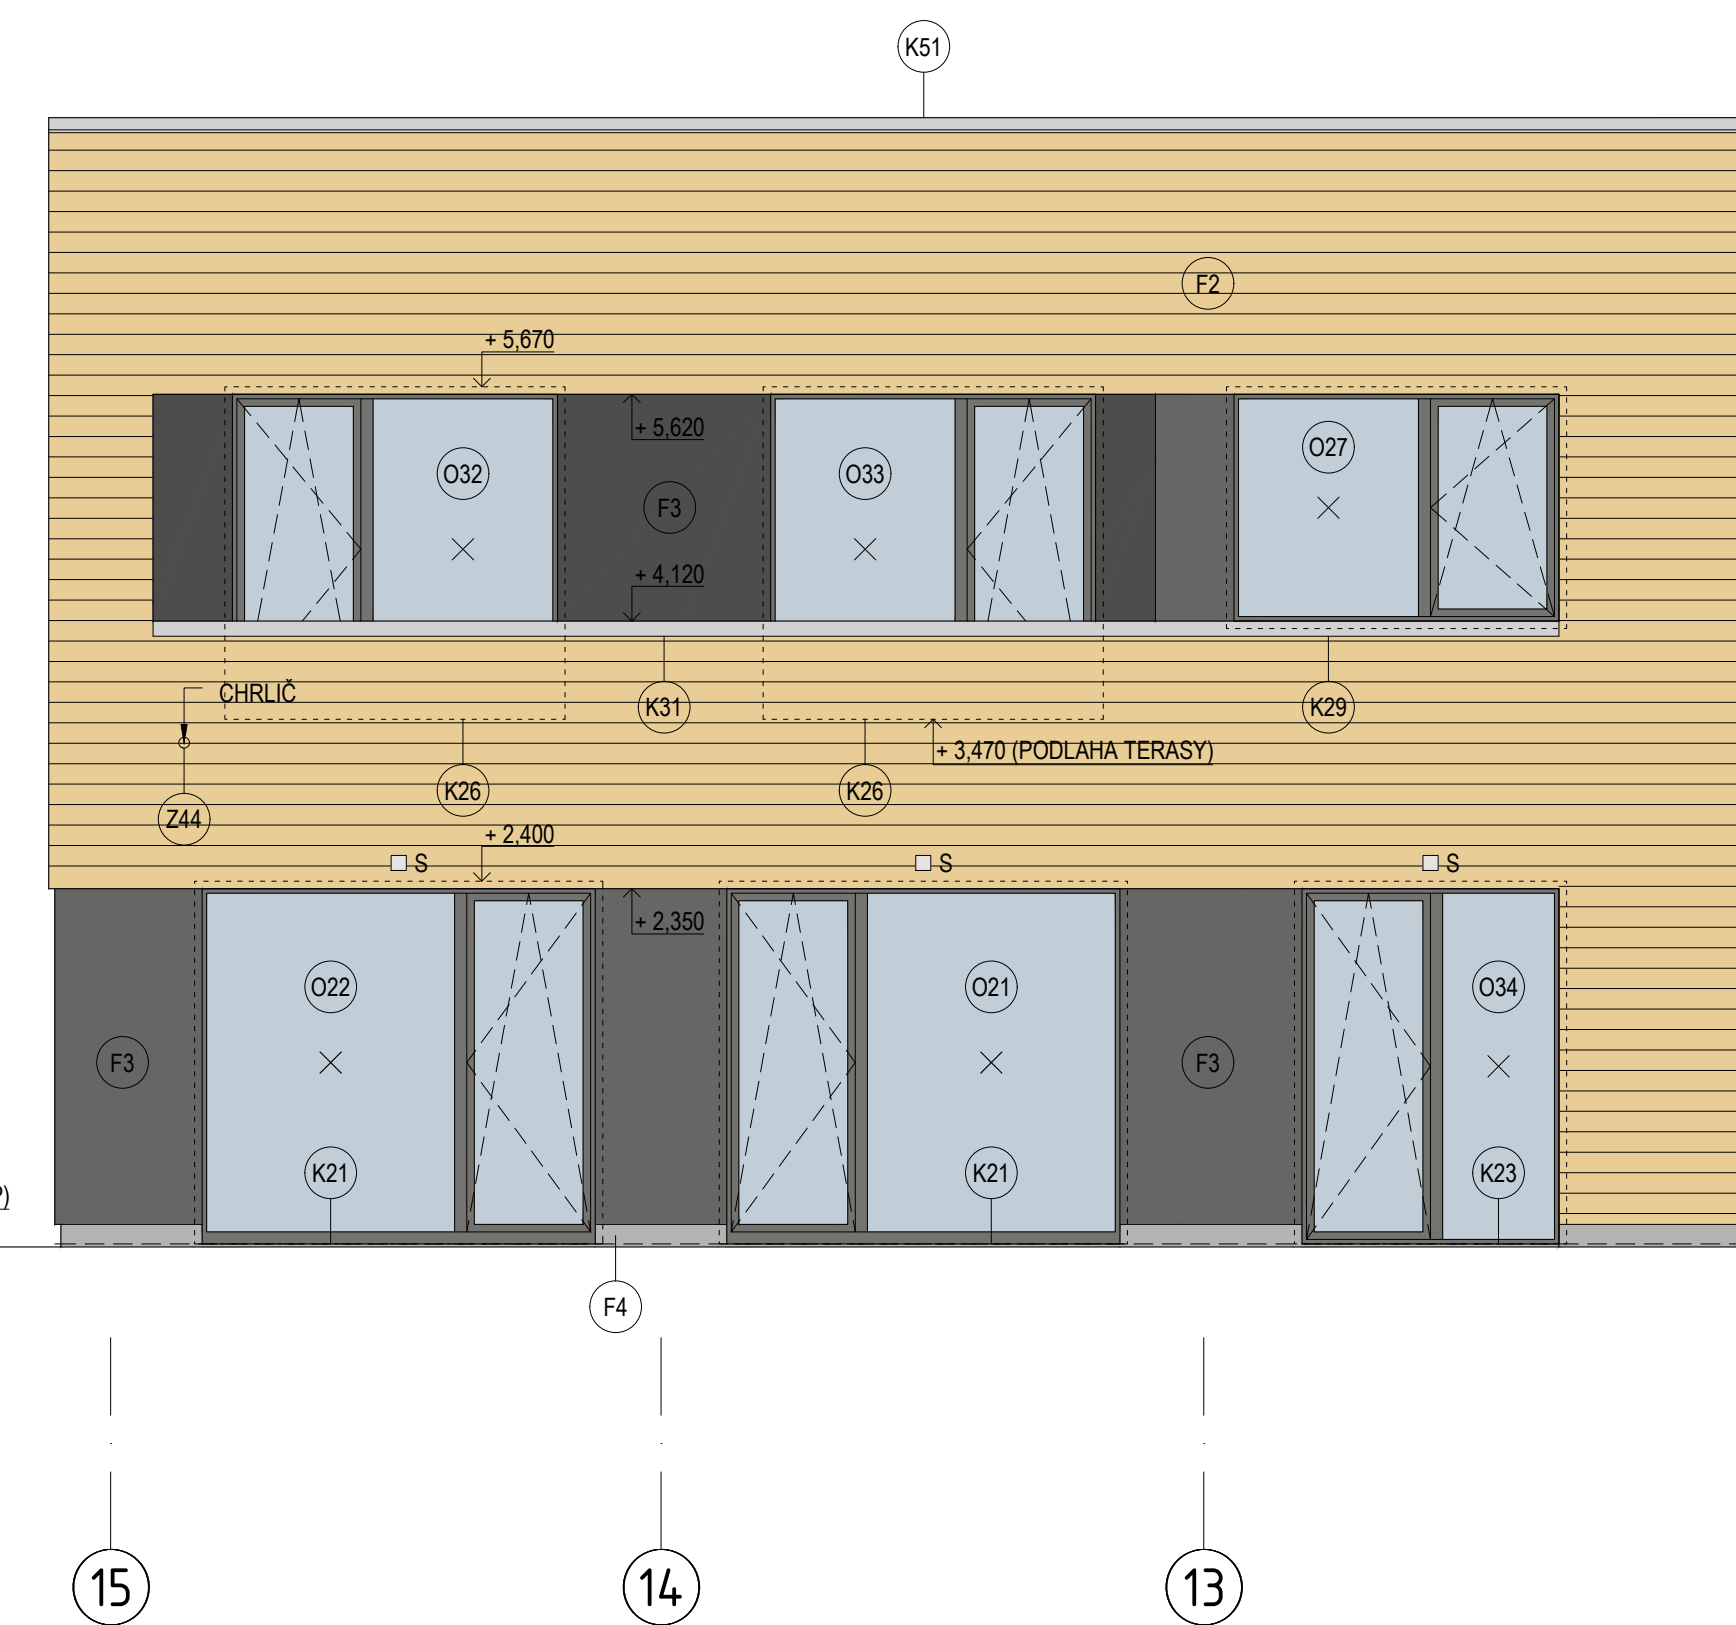 K51
F2
+ 5,670
+ 5,620
O27
O32
O33
F3
+ 4,120
CHRLIČ
K31
K29
+ 3,470 (PODLAHA TERASY)
K26
K26
Z44
+ 2,400
S
S
S
+ 2,350
O22
O21
O34
F3
F3
K21
K21
K23
F4
15
14
13